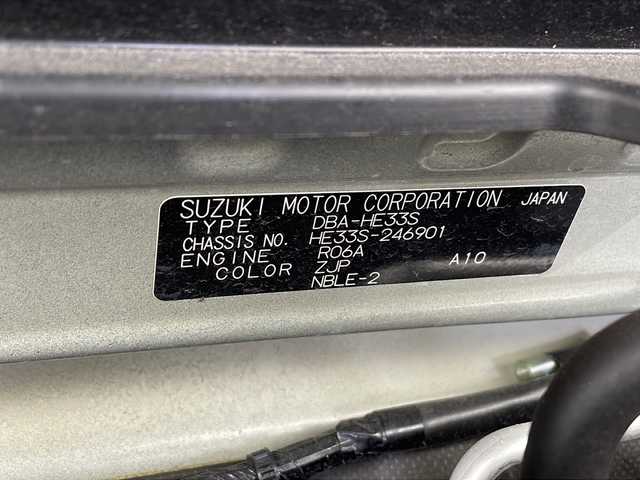 SUZUKI MOTOR CORPORATION JAPAN
TYPE DBA-HE33S
CHASSIS NO. HE33S-246901
ENGINE R06A
COLOR ZJP A10
NBLE-2